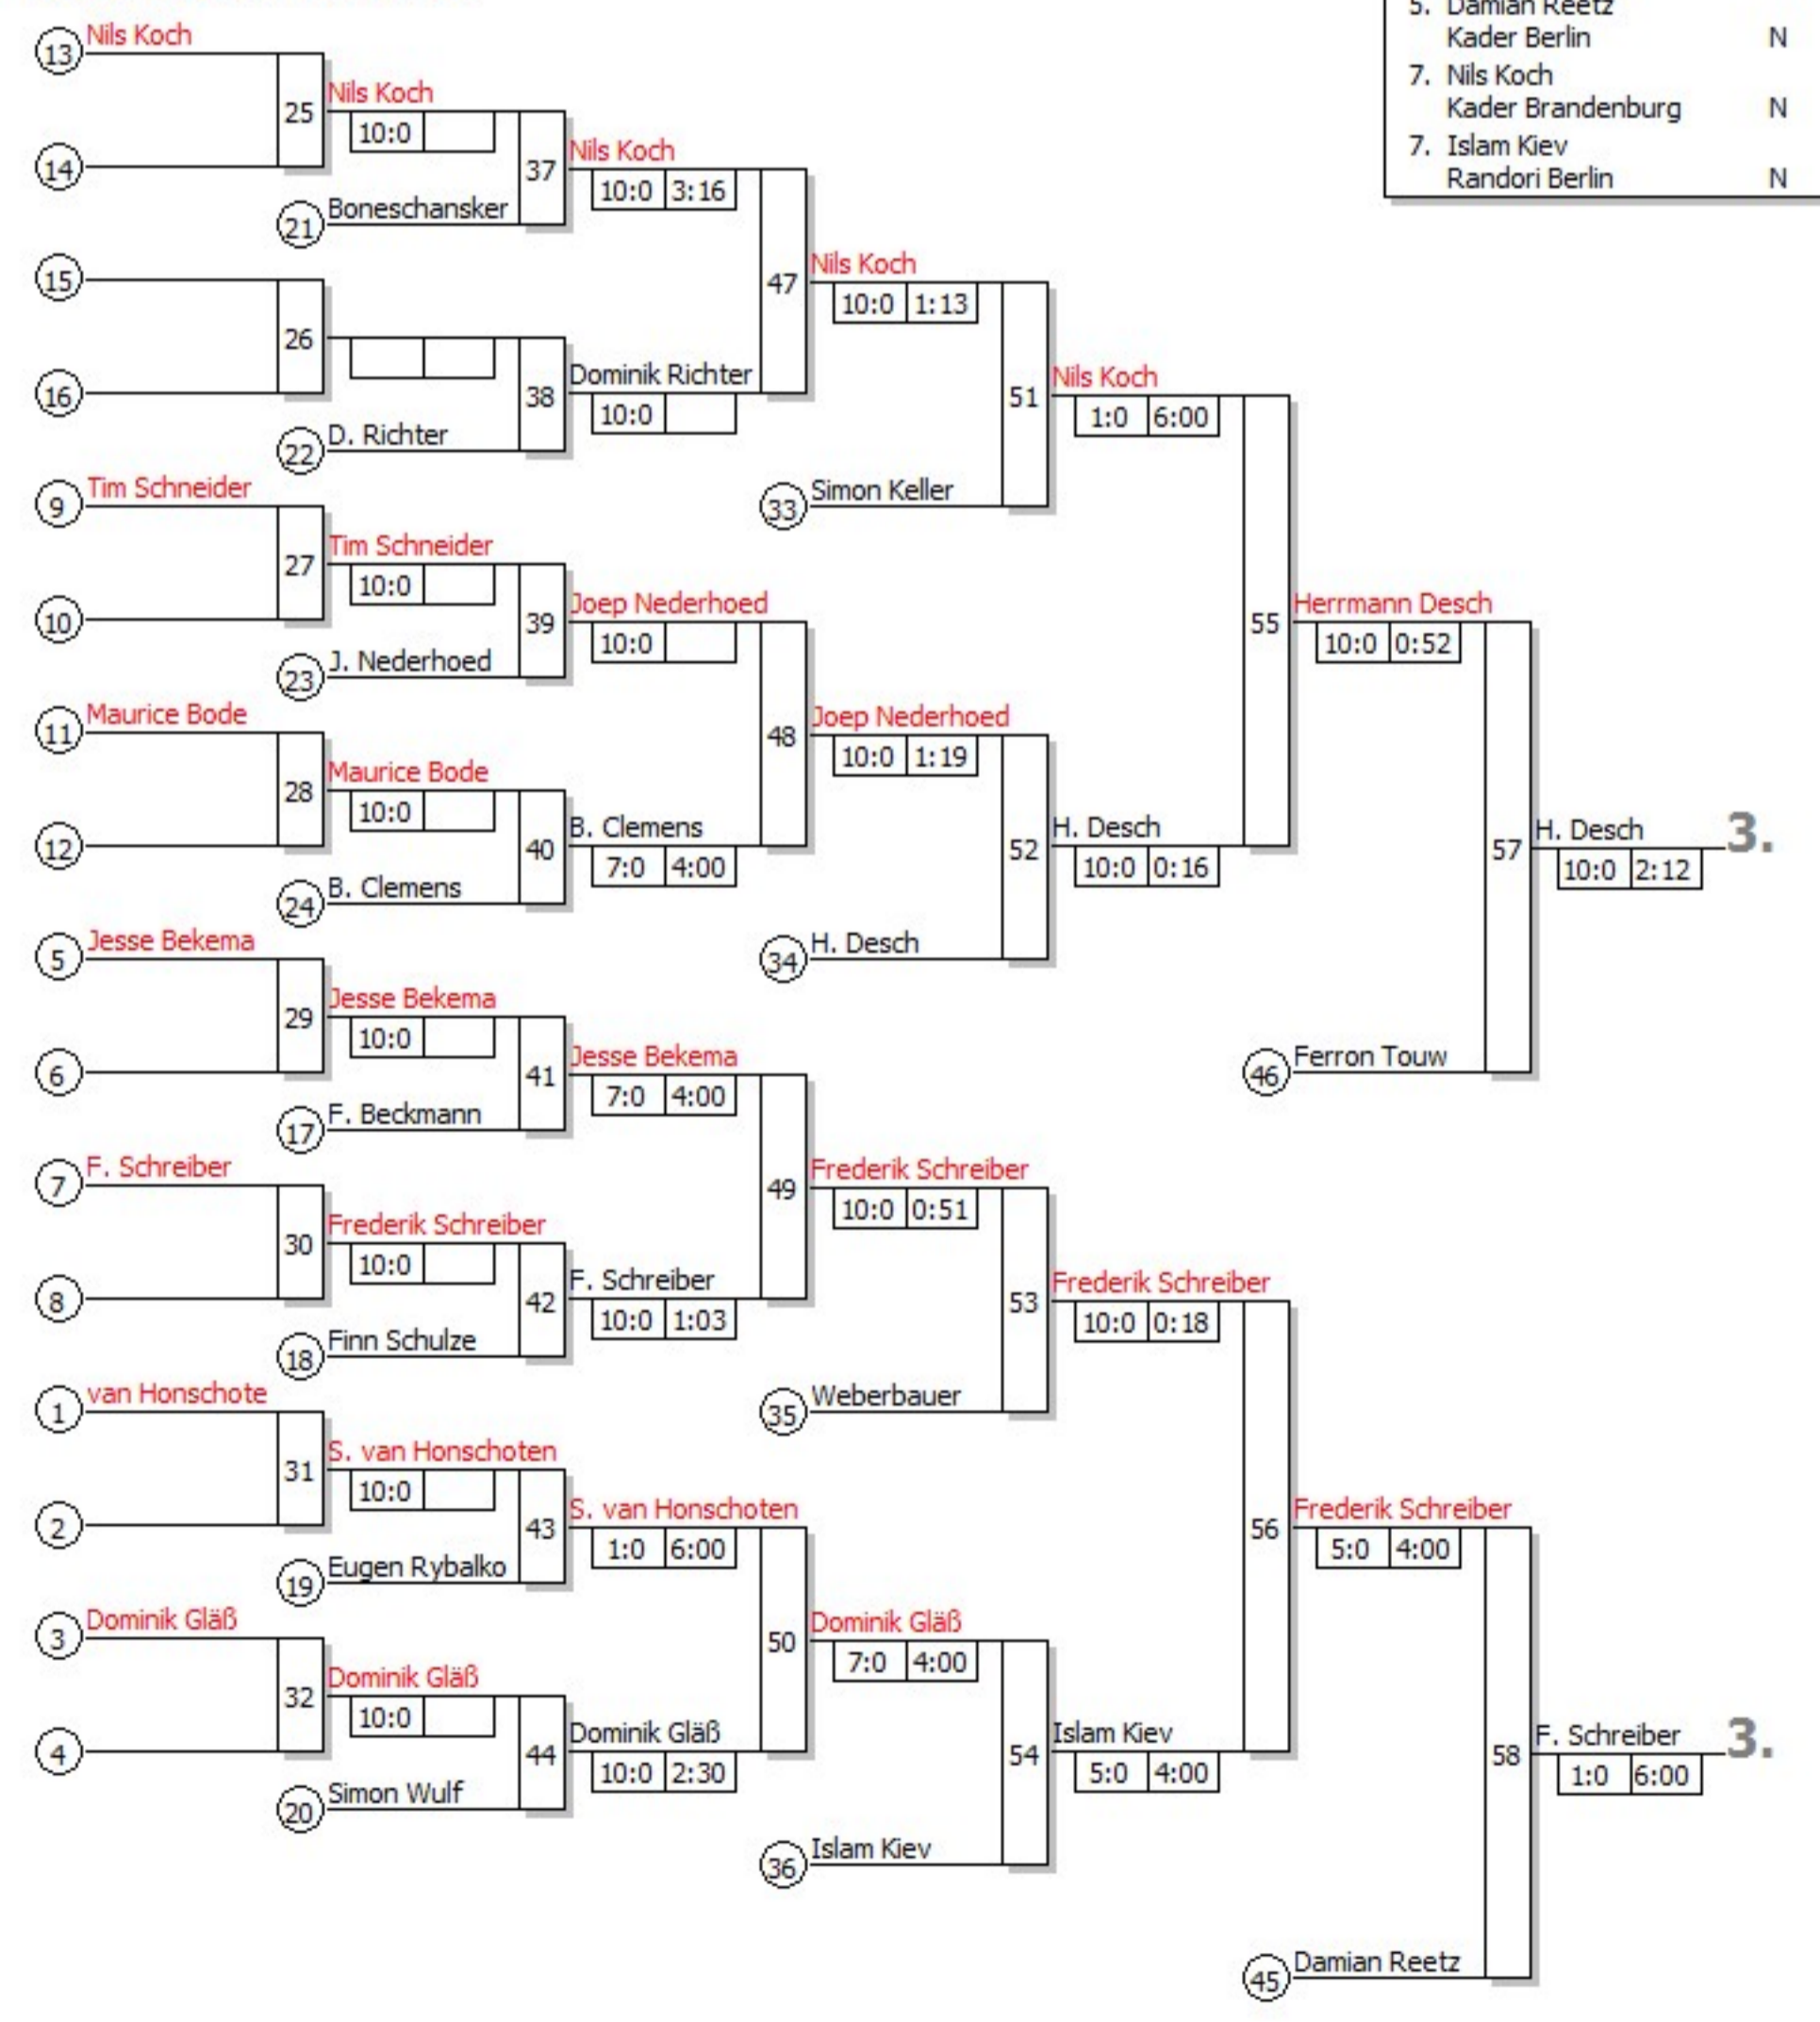 5. Damian Reetz
Kader Berlin N
7. Nils Koch
Kader Brandenburg N
7. Islam Kiev
Randori Berlin N
13 Nils Koch
25 Nils Koch
10:0
14
37 Nils Koch
10:0 3:16
21 Boneschansker
15
47 Nils Koch
10:0 1:13
26
16
38 Dominik Richter
10:0
22 D. Richter
51 Nils Koch
1:0 6:00
33 Simon Keller
9 Tim Schneider
27 Tim Schneider
10:0
10
39 Joep Nederhoed
10:0
23 J. Nederhoed
55 Herrmann Desch
10:0 0:52
11 Maurice Bode
48 Joep Nederhoed
10:0 1:19
28 Maurice Bode
10:0
12
40 B. Clemens
7:0 4:00
24 B. Clemens
52 H. Desch
10:0 0:16
34 H. Desch
57 H. Desch 3.
10:0 2:12
5 Jesse Bekema
29 Jesse Bekema
10:0
6
41 Jesse Bekema
7:0 4:00
17 F. Beckmann
46 Ferron Touw
7 F. Schreiber
49 Frederik Schreiber
10:0 0:51
30 Frederik Schreiber
10:0
8
42 F. Schreiber
10:0 1:03
18 Finn Schulze
53 Frederik Schreiber
10:0 0:18
35 Weberbauer
1 van Honschote
31 S. van Honschoten
10:0
2
43 S. van Honschoten
1:0 6:00
19 Eugen Rybalko
56 Frederik Schreiber
5:0 4:00
3 Dominik Gläß
50 Dominik Gläß
7:0 4:00
32 Dominik Gläß
10:0
4
44 Dominik Gläß
10:0 2:30
20 Simon Wulf
54 Islam Kiev
5:0 4:00
36 Islam Kiev
58 F. Schreiber 3.
1:0 6:00
45 Damian Reetz